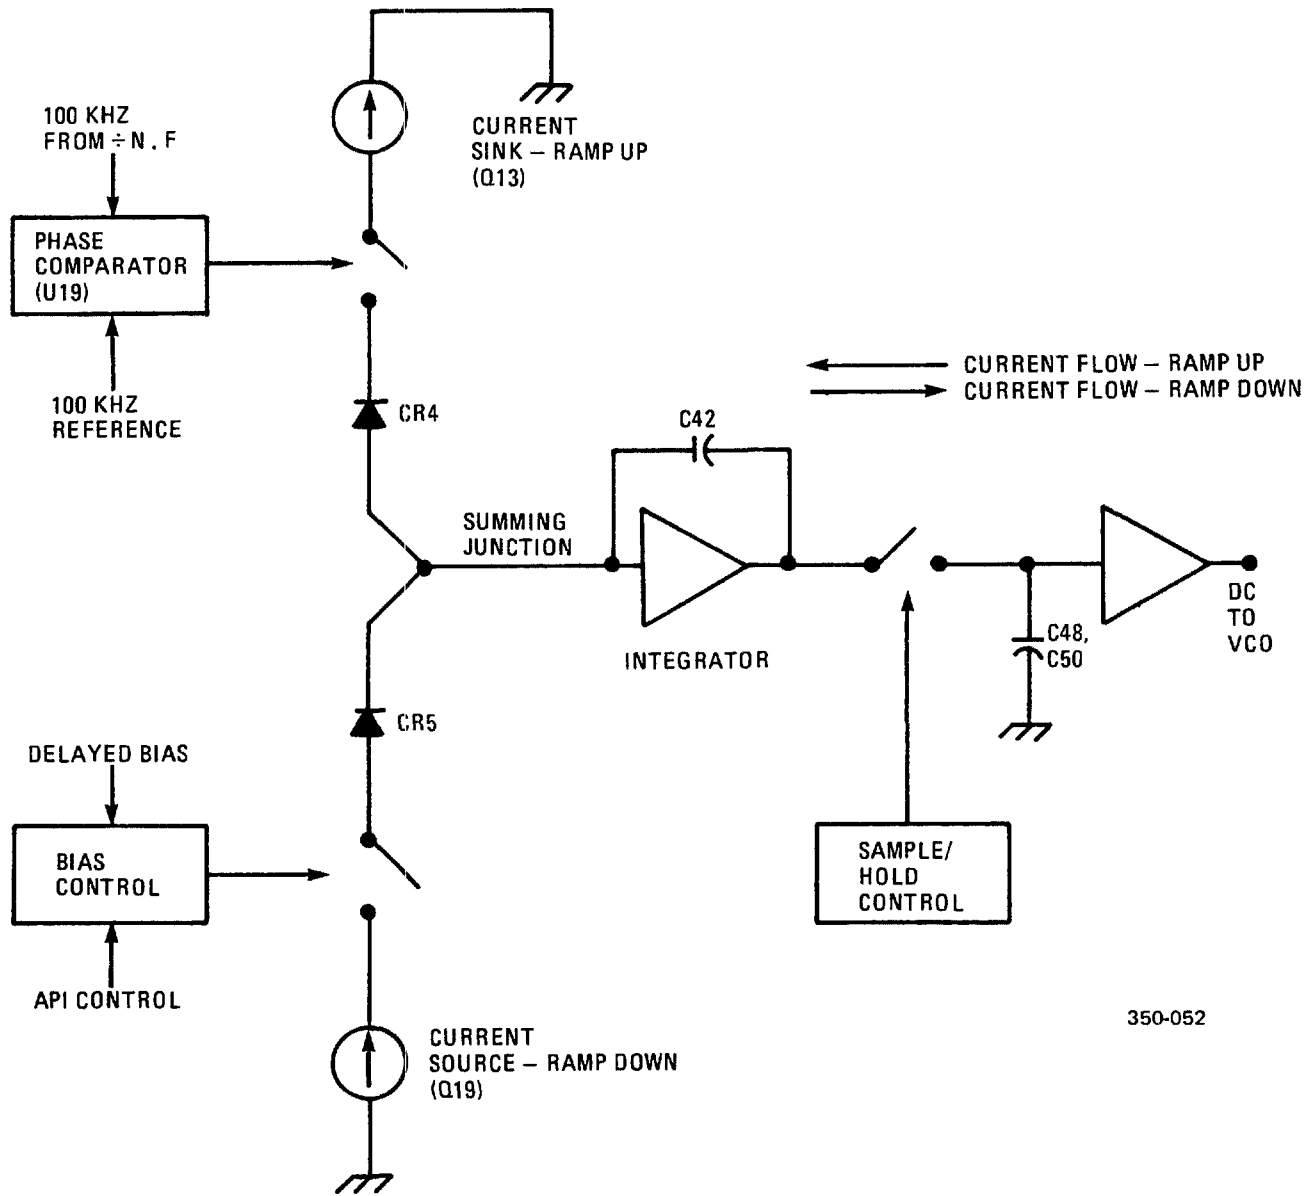 100 KHZ
FROM ÷ N . F
CURRENT
SINK – RAMP UP
(Q13)
PHASE
COMPARATOR
(U19)
100 KHZ
REFERENCE
CR4
CURRENT FLOW – RAMP UP
CURRENT FLOW – RAMP DOWN
C42
SUMMING
JUNCTION
INTEGRATOR
DC
TO
VCO
C48,
C50
CR5
DELAYED BIAS
BIAS
CONTROL
API CONTROL
SAMPLE/
HOLD
CONTROL
CURRENT
SOURCE – RAMP DOWN
(Q19)
350-052